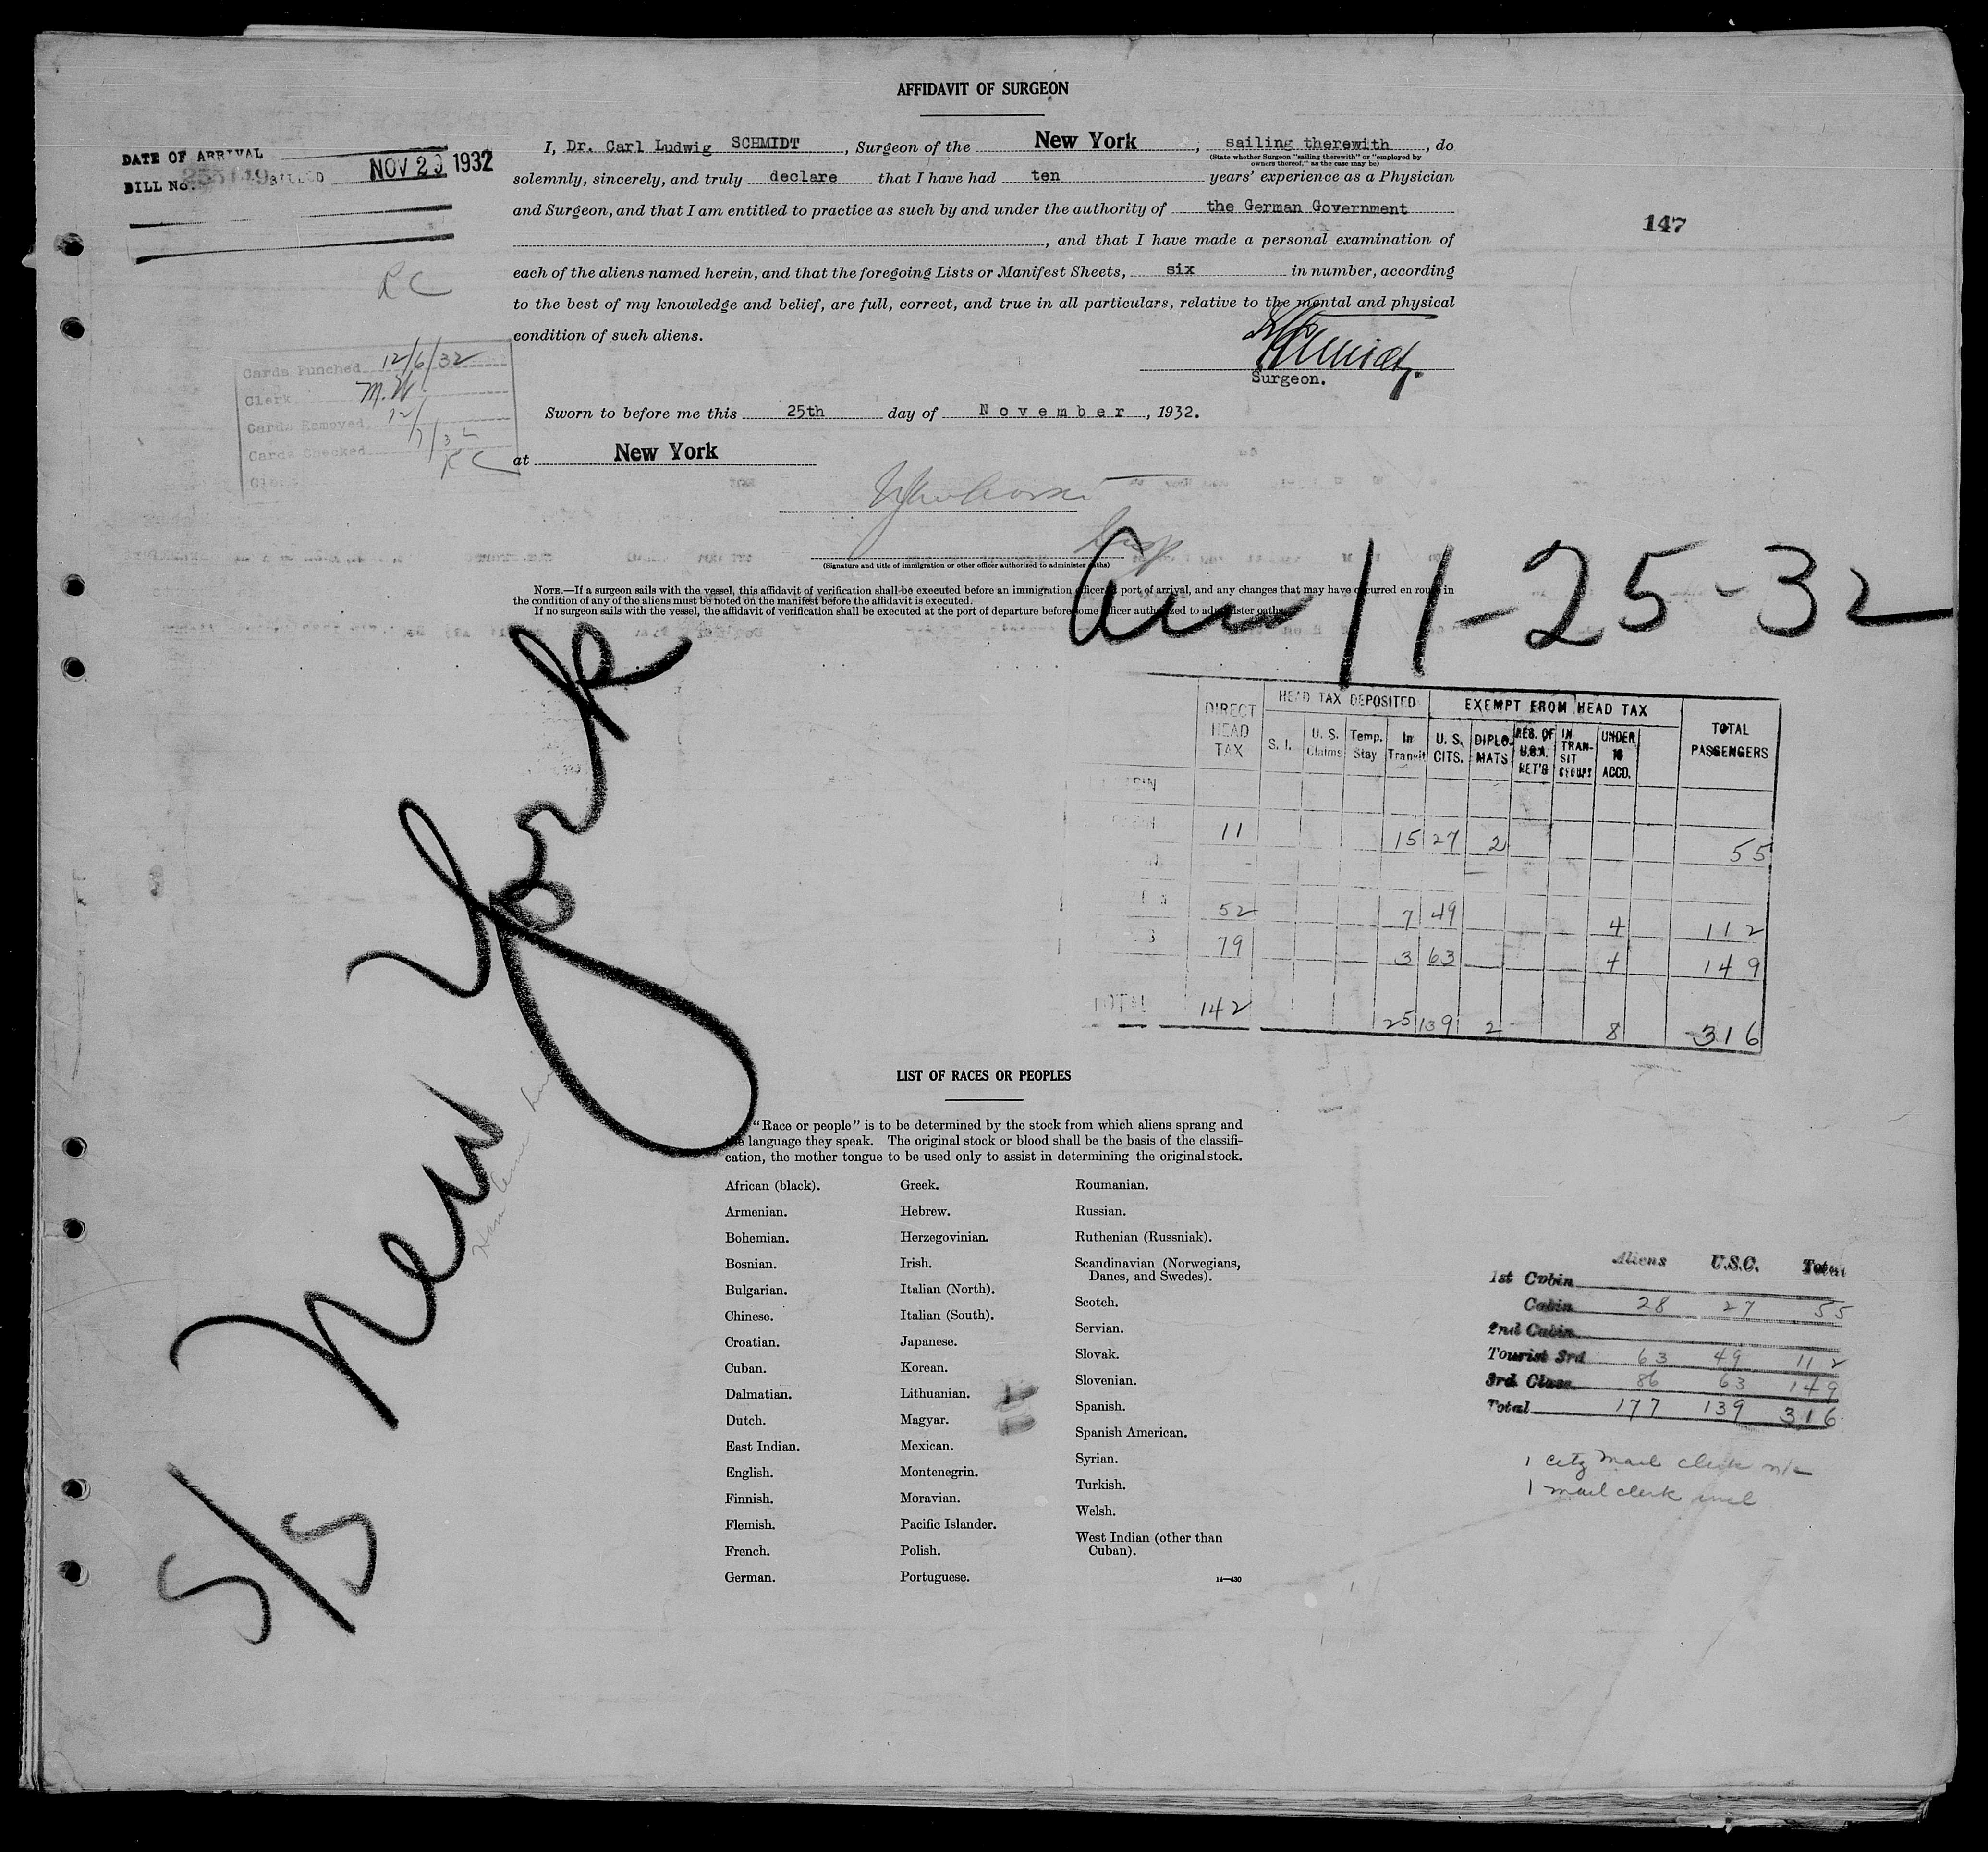 AFFIDAVIT OF SURGEON
DATE OF ARRIVAL
BILL No. BILLED NOV 29 1932
I, Dr. Carl Ludwig SCHMIDT, Surgeon of the New York, sailing therewith, do
(State whether Surgeon "sailing therewith" or "employed by
owners thereof," as the case may be)
solemnly, sincerely, and truly declare that I have had ten years' experience as a Physician
and Surgeon, and that I am entitled to practice as such by and under the authority of the German Government
, and that I have made a personal examination of
each of the aliens named herein, and that the foregoing Lists or Manifest Sheets, six in number, according
to the best of my knowledge and belief, are full, correct, and true in all particulars, relative to the mental and physical
condition of such aliens.
147
RC
Schmidt
Surgeon.
Cards Punched 12/6/32
Clerk M.W.
Cards Removed 12/
Cards Checked 7/32
Clerk RC
Sworn to before me this 25th day of November, 1932.
at New York
Insp
(Signature and title of immigration or other officer authorized to administer oaths)
NOTE.—If a surgeon sails with the vessel, this affidavit of verification shall be executed before an immigration officer at port of arrival, and any changes that may have occurred en route in
the condition of any of the aliens must be noted on the manifest before the affidavit is executed.
If no surgeon sails with the vessel, the affidavit of verification shall be executed at the port of departure before some officer authorized to administer oaths.
Arr 11-25-32
S/S New York
DIRECT HEAD TAX
HEAD TAX DEPOSITED
EXEMPT FROM HEAD TAX
TOTAL PASSENGERS
S. I. U. S. Claims Temp. Stay In Transit U. S. CITS. DIPLOMATS RES. OF U.S.A. RET'G IN TRANSIT GROUPS UNDER 16 ACCD.
11 15 27 2 55
52 7 49 4 112
79 3 63 4 149
TOTAL 142 25 139 2 8 316
LIST OF RACES OR PEOPLES
"Race or people" is to be determined by the stock from which aliens sprang and
the language they speak. The original stock or blood shall be the basis of the classifi-
cation, the mother tongue to be used only to assist in determining the original stock.
African (black).
Armenian.
Bohemian.
Bosnian.
Bulgarian.
Chinese.
Croatian.
Cuban.
Dalmatian.
Dutch.
East Indian.
English.
Finnish.
Flemish.
French.
German.
Greek.
Hebrew.
Herzegovinian.
Irish.
Italian (North).
Italian (South).
Japanese.
Korean.
Lithuanian.
Magyar.
Mexican.
Montenegrin.
Moravian.
Pacific Islander.
Polish.
Portuguese.
Roumanian.
Russian.
Ruthenian (Russniak).
Scandinavian (Norwegians,
Danes, and Swedes).
Scotch.
Servian.
Slovak.
Slovenian.
Spanish.
Spanish American.
Syrian.
Turkish.
Welsh.
West Indian (other than
Cuban).
14—430
Aliens U.S.C. Total
1st Cabin
Cabin 28 27 55
2nd Cabin
Tourist 3rd 63 49 112
3rd Class 86 63 149
Total 177 139 316
1 city mail clerk
1 mail clerk incl